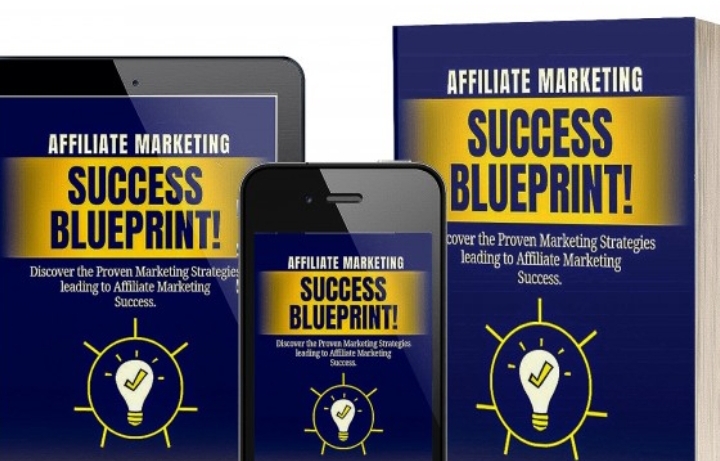 AFFILIATE MARKETING
SUCCESS
BLUEPRINT!
Discover the Proven Marketing Strategies
leading to Affiliate Marketing
Success.
AFFILIATE MARKETING
SUCCESS
BLUEPRINT!
Discover the Proven Marketing Strategies
leading to Affiliate Marketing
Success.
AFFILIATE MARKETING
SUCCESS
BLUEPRINT!
cover the Proven Marketing Strategies
leading to Affiliate Marketing
Success.